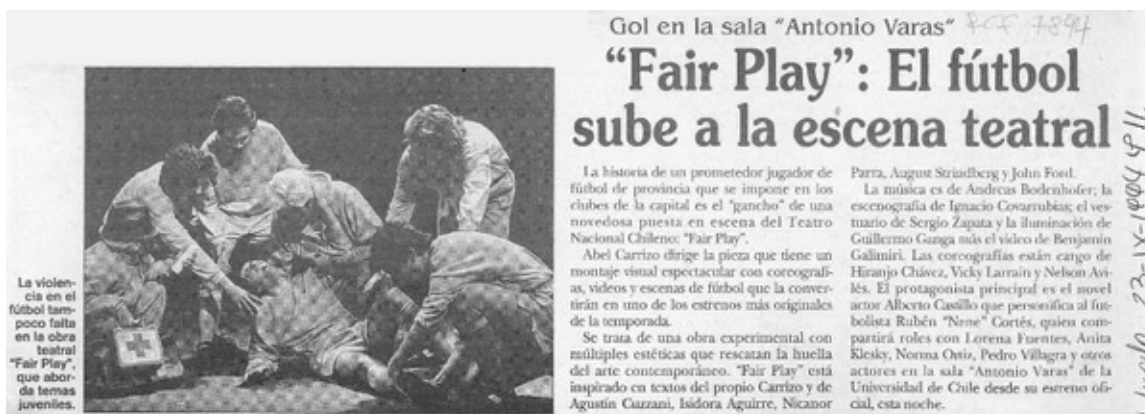 Gol en la sala "Antonio Varas"
RCF 7894
"Fair Play": El fútbol
sube a la escena teatral
La violen-
cia en el
fútbol tam-
poco falta
en la obra
teatral
"Fair Play",
que abor-
da temas
juveniles.
La historia de un prometedor jugador de
fútbol de provincia que se impone en los
clubes de la capital es el "gancho" de una
novedosa puesta en escena del Teatro
Nacional Chileno: "Fair Play".
Abel Carrizo dirige la pieza que tiene un
montaje visual espectacular con coreografí-
as, videos y escenas de fútbol que la conver-
tirán en uno de los estrenos más originales
de la temporada.
Se trata de una obra experimental con
múltiples estéticas que rescatan la huella
del arte contemporáneo. "Fair Play" está
inspirado en textos del propio Carrizo y de
Agustín Cuzzani, Isidora Aguirre, Nicanor
Parra, August Strindberg y John Ford.
La música es de Andreas Bodenhofer; la
escenografía de Ignacio Covarrubias; el ves-
tuario de Sergio Zapata y la iluminación de
Guillermo Ganga más el video de Benjamín
Galimiri. Las coreografías están cargo de
Hiranjo Chávez, Vicky Larraín y Nelson Avi-
lés. El protagonista principal es el novel
actor Alberto Castillo que personifica al fut-
bolista Rubén "Nene" Cortés, quien com-
partirá roles con Lorena Fuentes, Anita
Klesky, Norma Ortiz, Pedro Villagra y otros
actores en la sala "Antonio Varas" de la
Universidad de Chile desde su estreno ofi-
cial, esta noche.